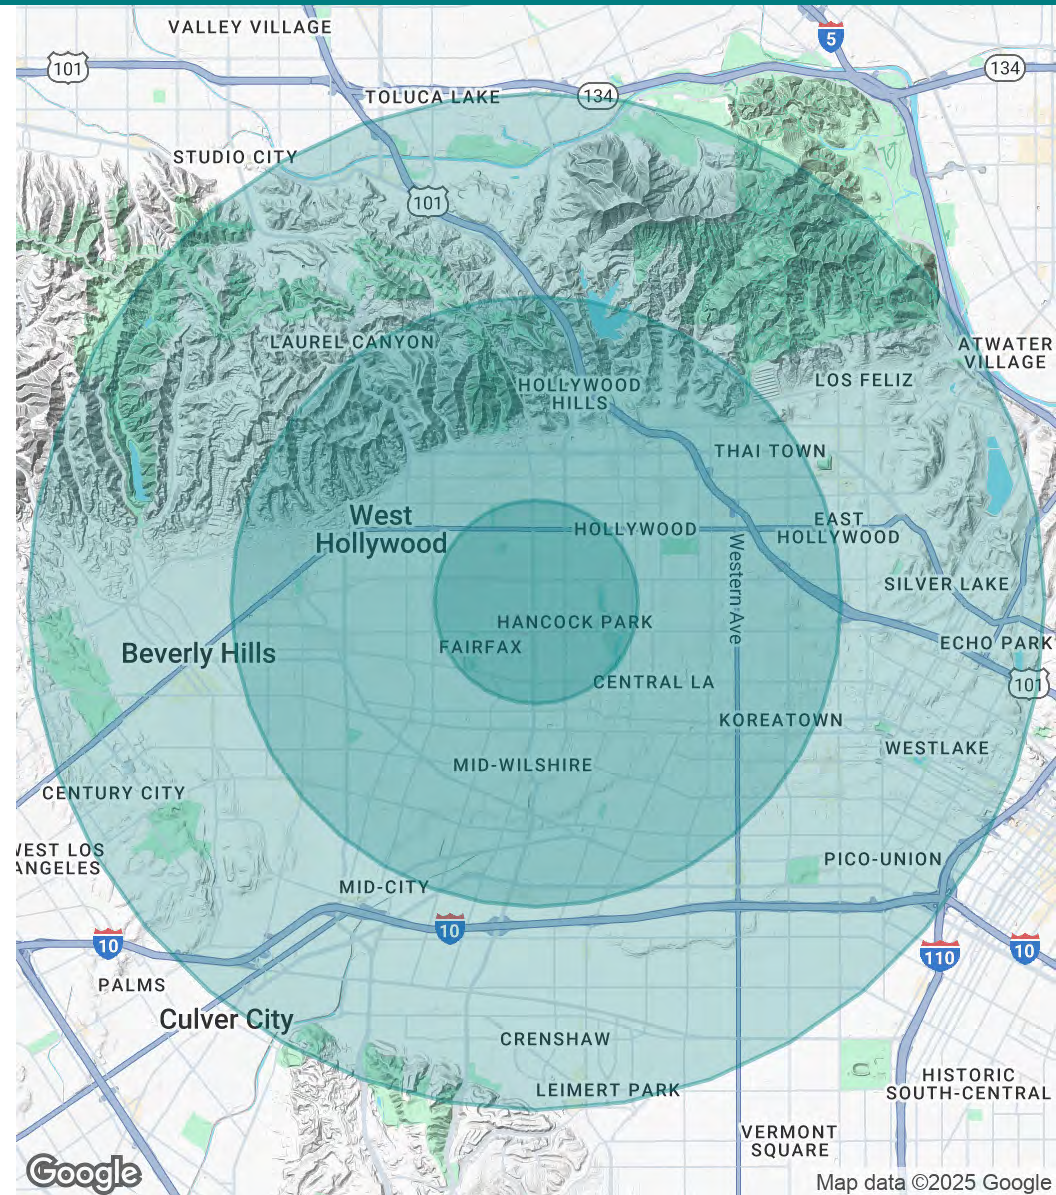 VALLEY VILLAGE
5
101
134
TOLUCA LAKE
134
STUDIO CITY
101
LAUREL CANYON
ATWATER
VILLAGE
HOLLYWOOD
HILLS
LOS FELIZ
THAI TOWN
West
Hollywood
HOLLYWOOD
EAST
HOLLYWOOD
Western Ave
SILVER LAKE
HANCOCK PARK
FAIRFAX
Beverly Hills
ECHO PARK
CENTRAL LA
101
KOREATOWN
WESTLAKE
MID-WILSHIRE
CENTURY CITY
WEST LOS
ANGELES
PICO-UNION
MID-CITY
10
10
110
10
PALMS
Culver City
CRENSHAW
LEIMERT PARK
HISTORIC
SOUTH-CENTRAL
VERMONT
SQUARE
Google
Map data ©2025 Google